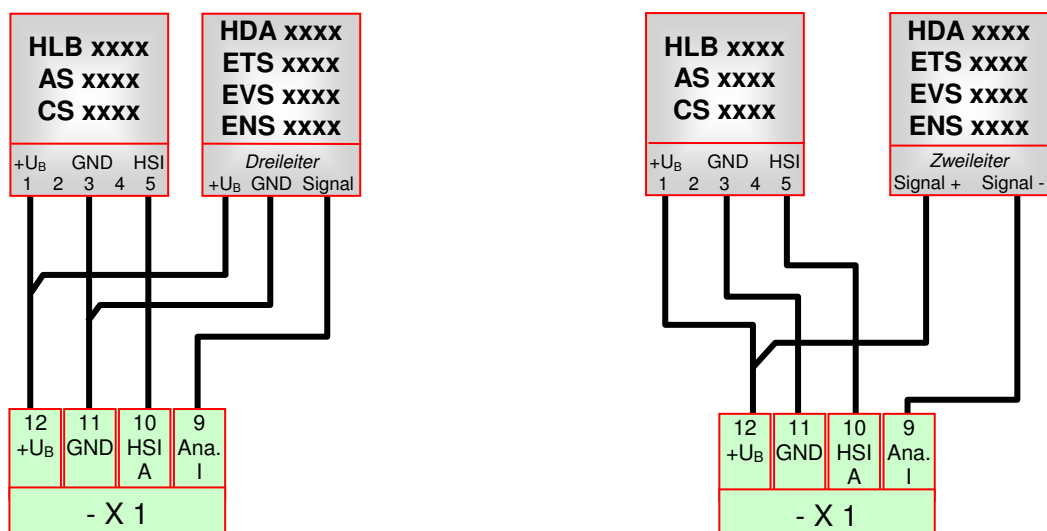 HLB xxxx
AS xxxx
CS xxxx
+UB GND HSI
1 2 3 4 5
HDA xxxx
ETS xxxx
EVS xxxx
ENS xxxx
Dreileiter
+UB GND Signal
12 11 10 9
+UB GND HSI Ana.
A I
- X 1
HLB xxxx
AS xxxx
CS xxxx
+UB GND HSI
1 2 3 4 5
HDA xxxx
ETS xxxx
EVS xxxx
ENS xxxx
Zweileiter
Signal + Signal -
12 11 10 9
+UB GND HSI Ana.
A I
- X 1